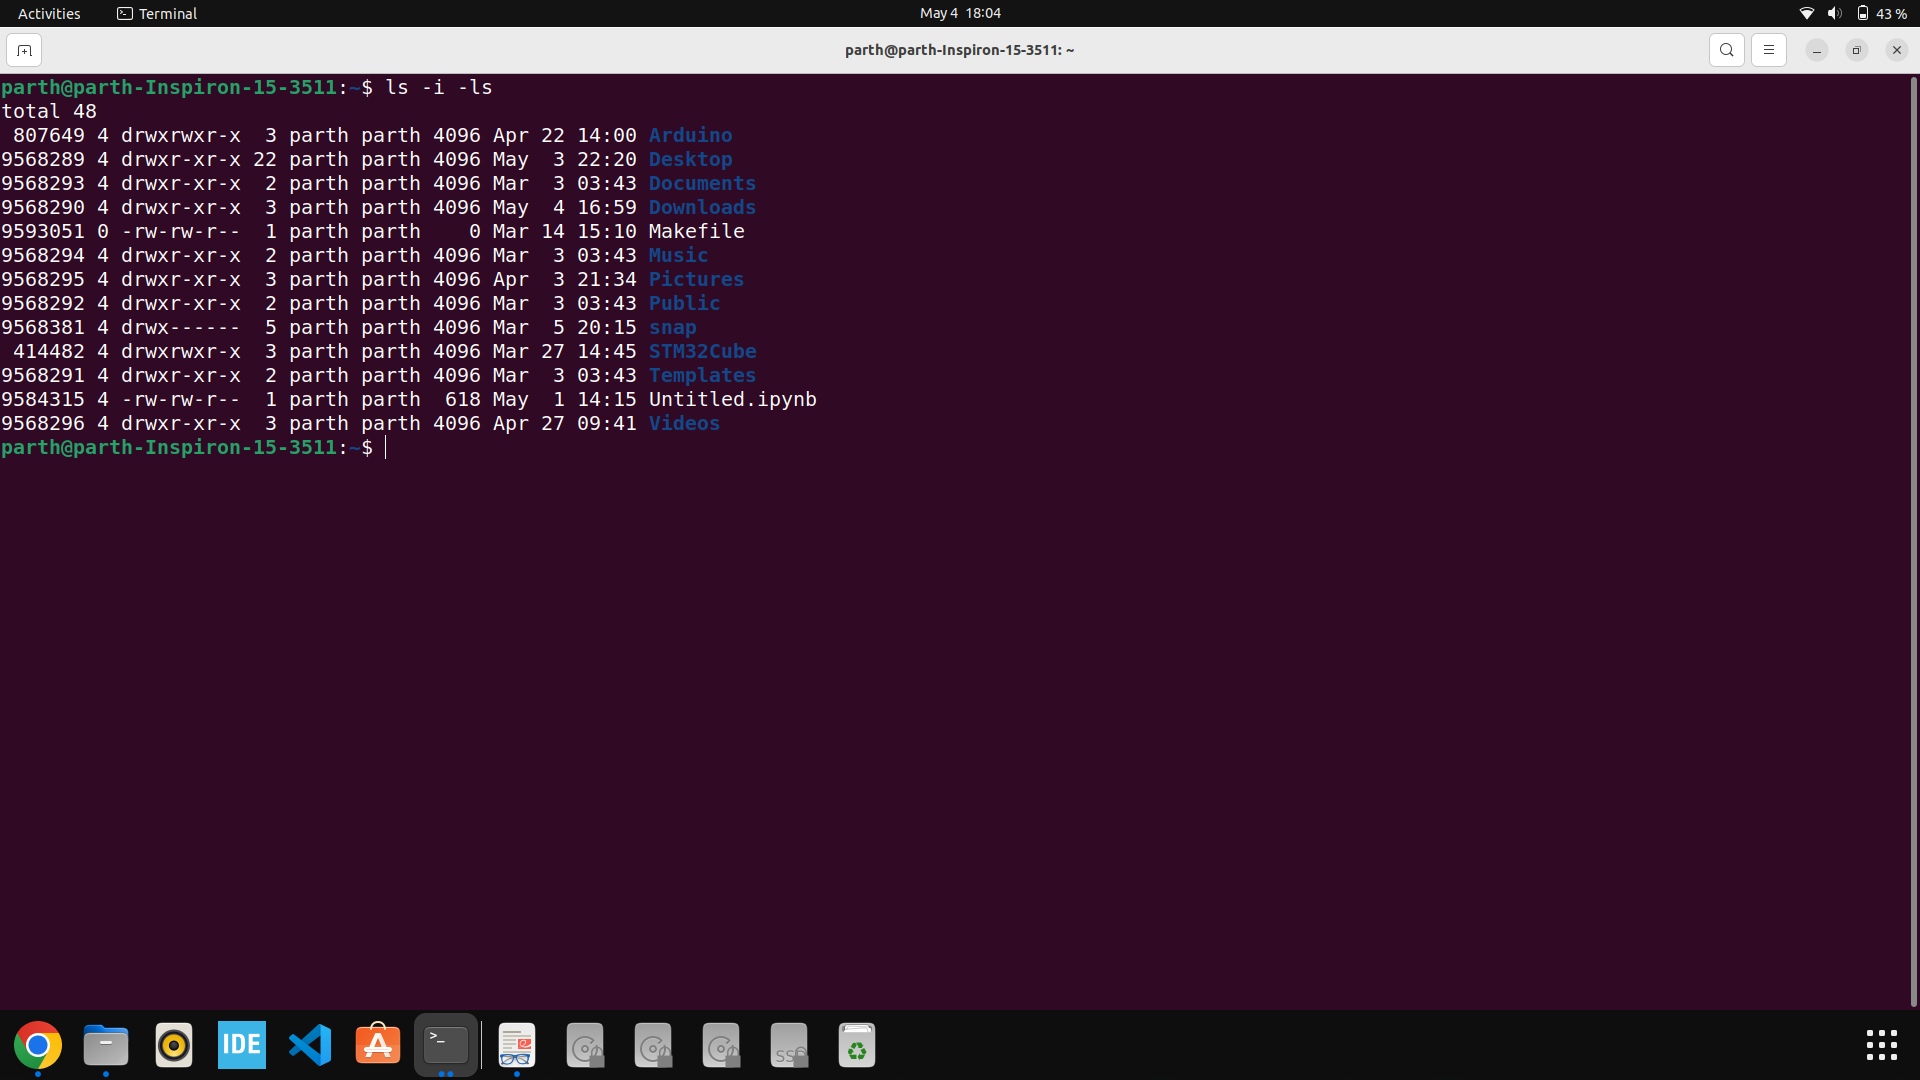 Activities Terminal May 4 18:04 43 %
parth@parth-Inspiron-15-3511: ~
parth@parth-Inspiron-15-3511:~$ ls -i -ls
total 48
 807649 4 drwxrwxr-x  3 parth parth 4096 Apr 22 14:00 Arduino
9568289 4 drwxr-xr-x 22 parth parth 4096 May  3 22:20 Desktop
9568293 4 drwxr-xr-x  2 parth parth 4096 Mar  3 03:43 Documents
9568290 4 drwxr-xr-x  3 parth parth 4096 May  4 16:59 Downloads
9593051 0 -rw-rw-r--  1 parth parth    0 Mar 14 15:10 Makefile
9568294 4 drwxr-xr-x  2 parth parth 4096 Mar  3 03:43 Music
9568295 4 drwxr-xr-x  3 parth parth 4096 Apr  3 21:34 Pictures
9568292 4 drwxr-xr-x  2 parth parth 4096 Mar  3 03:43 Public
9568381 4 drwx------  5 parth parth 4096 Mar  5 20:15 snap
 414482 4 drwxrwxr-x  3 parth parth 4096 Mar 27 14:45 STM32Cube
9568291 4 drwxr-xr-x  2 parth parth 4096 Mar  3 03:43 Templates
9584315 4 -rw-rw-r--  1 parth parth  618 May  1 14:15 Untitled.ipynb
9568296 4 drwxr-xr-x  3 parth parth 4096 Apr 27 09:41 Videos
parth@parth-Inspiron-15-3511:~$
IDE >_ SSD